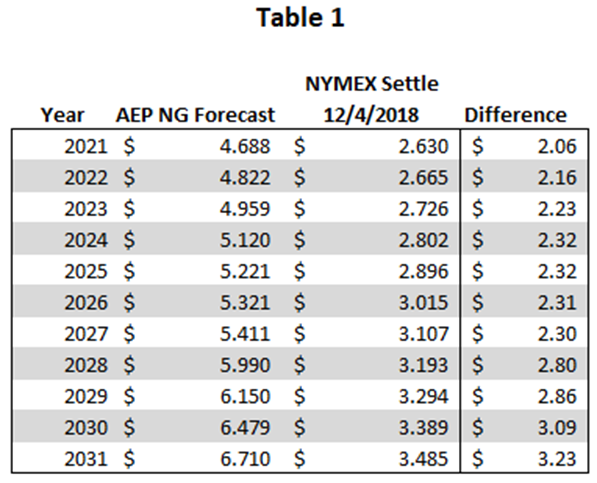 Table 1
NYMEX Settle
Year AEP NG Forecast 12/4/2018 Difference
2021 $ 4.688 $ 2.630 $ 2.06
2022 $ 4.822 $ 2.665 $ 2.16
2023 $ 4.959 $ 2.726 $ 2.23
2024 $ 5.120 $ 2.802 $ 2.32
2025 $ 5.221 $ 2.896 $ 2.32
2026 $ 5.321 $ 3.015 $ 2.31
2027 $ 5.411 $ 3.107 $ 2.30
2028 $ 5.990 $ 3.193 $ 2.80
2029 $ 6.150 $ 3.294 $ 2.86
2030 $ 6.479 $ 3.389 $ 3.09
2031 $ 6.710 $ 3.485 $ 3.23